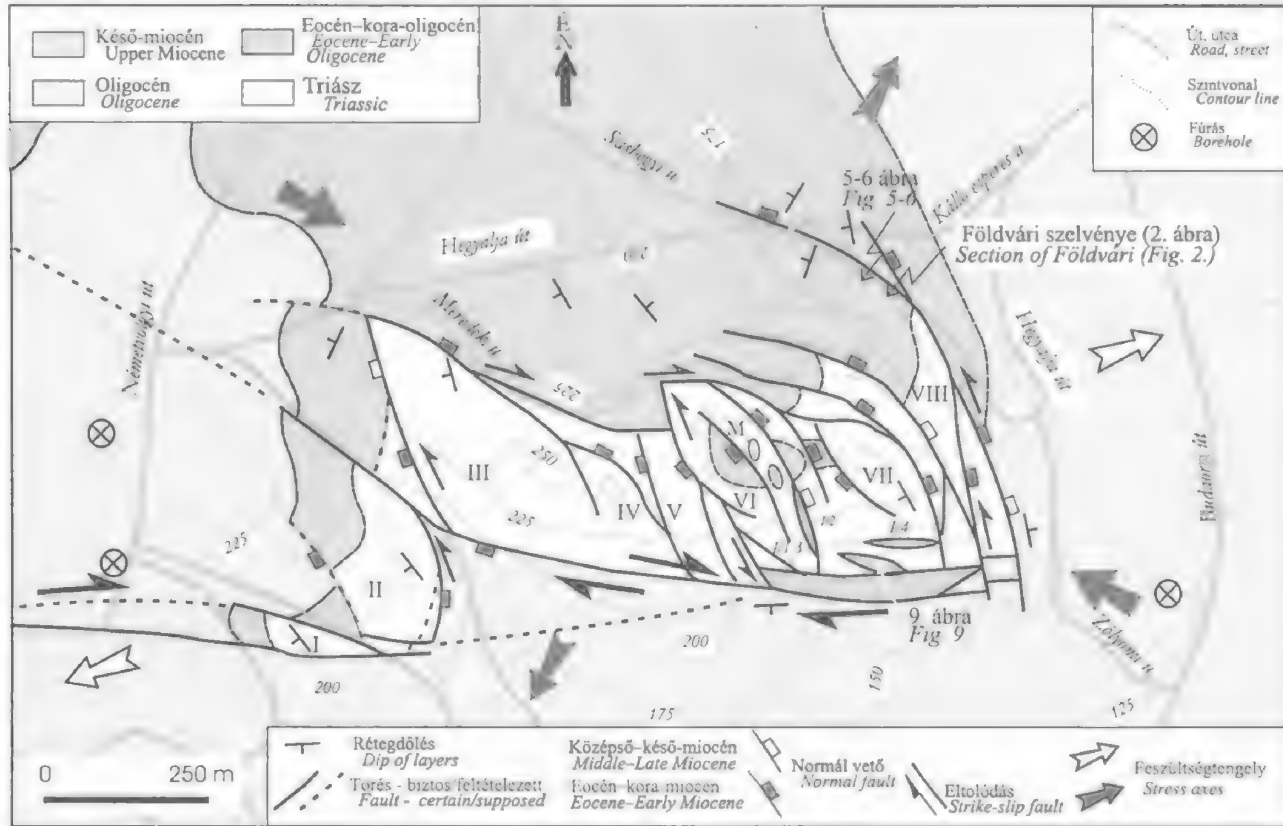 Késő-miocén
Upper Miocene
Eocén–kora-oligocén
Eocene–Early
Oligocene
Oligocén
Oligocene
Triász
Triassic
É
N
Út, utca
Road, street
Szintvonal
Contour line
Fúrás
Borehole
Sashegyi u
175
5-6 ábra
Fig 5-6
Földvári szelvénye (2. ábra)
Section of Földvári (Fig. 2.)
Hegyalja út
Meredek u
Németvölgyi út
Hegyalja út
Budaörsi út
225
250
225
225
I
II
III
IV
V
VI
VII
VIII
M
9 ábra
Fig 9
Zólyomi u
200
200
175
150
125
0 250 m
Rétegdőlés
Dip of layers
Törés - biztos feltételezett
Fault - certain/supposed
Középső–késő-miocén
Middle–Late Miocene
Eocén–kora miocén
Eocene–Early Miocene
Normál vető
Normal fault
Eltolódás
Strike-slip fault
Feszültségtengely
Stress axes